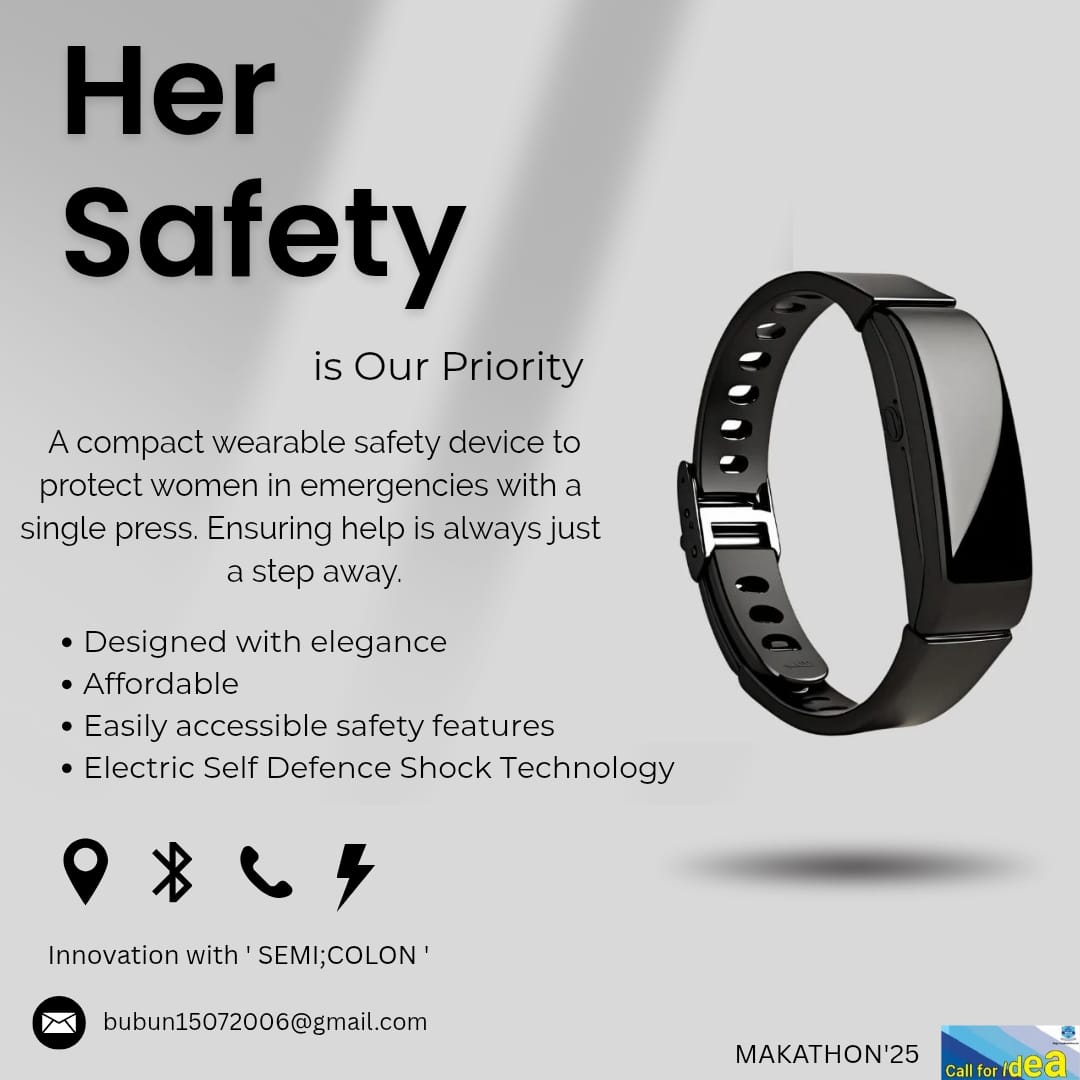 Her
Safety
is Our Priority
A compact wearable safety device to
protect women in emergencies with a
single press. Ensuring help is always just
a step away.
• Designed with elegance
• Affordable
• Easily accessible safety features
• Electric Self Defence Shock Technology
Innovation with ' SEMI;COLON '
bubun15072006@gmail.com
MAKATHON'25
Call for Idea